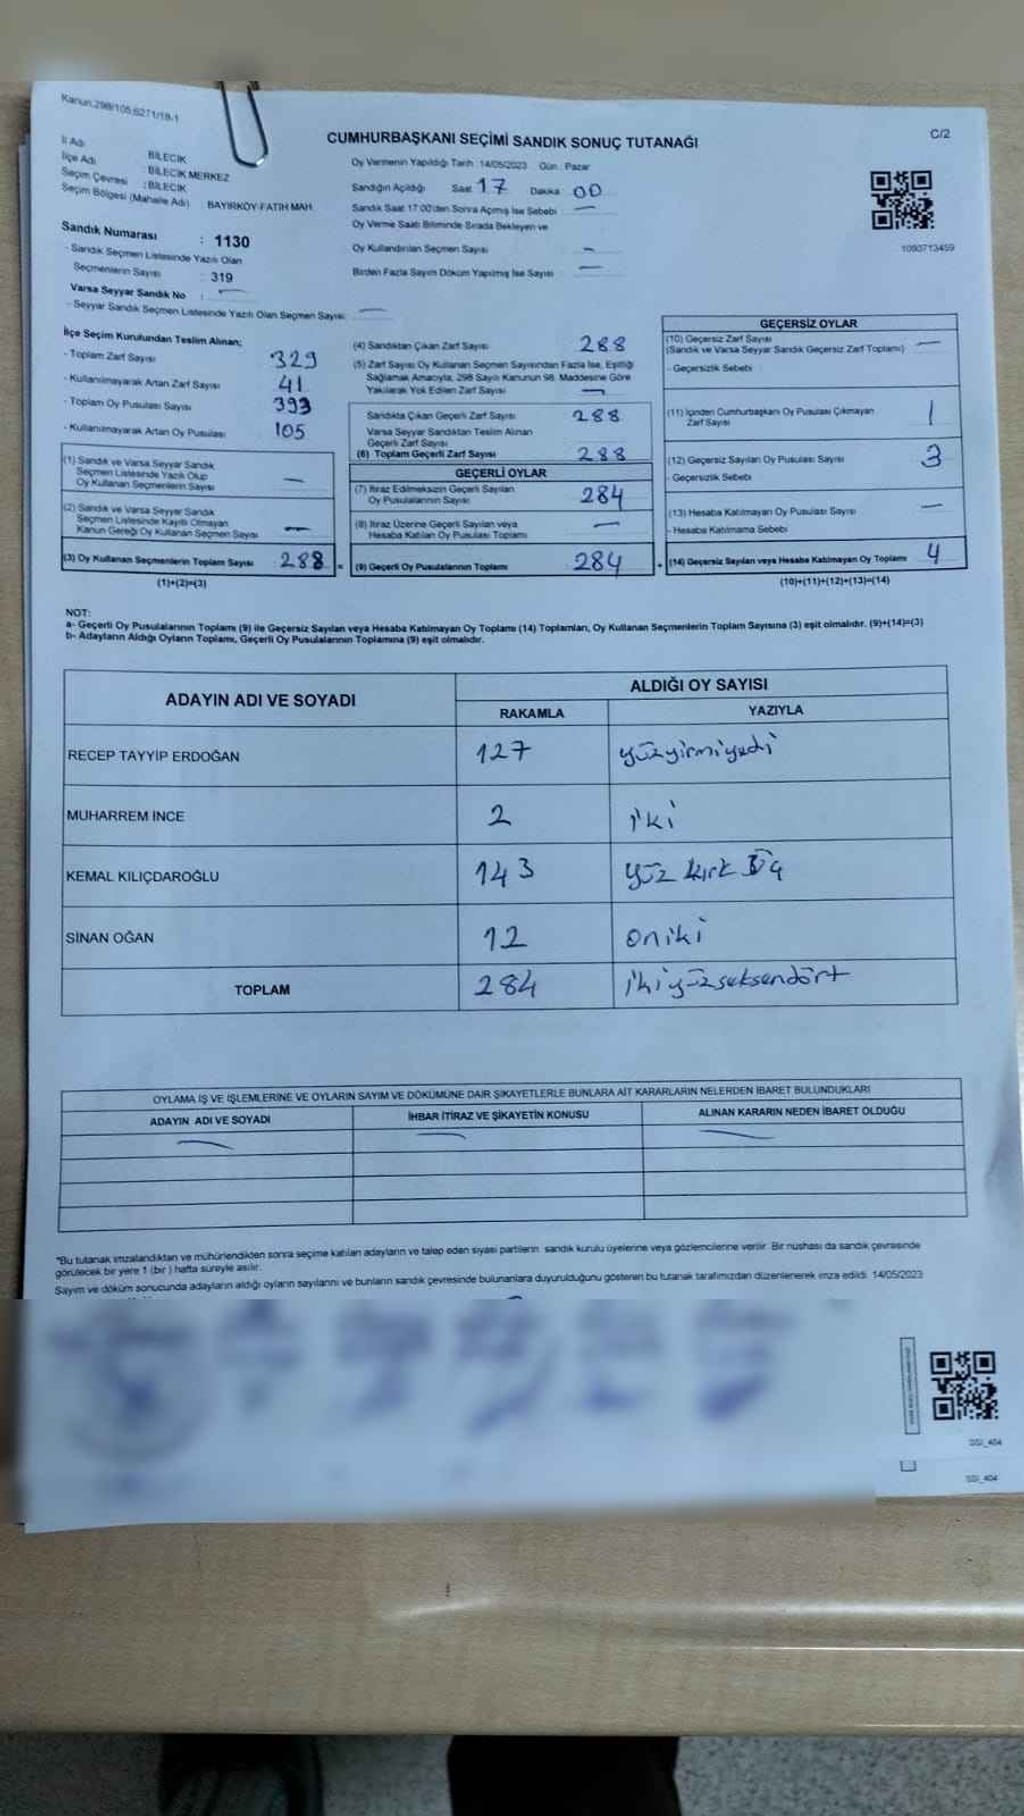 Kanun:298/105,6271/18-1
C/2
CUMHURBAŞKANI SEÇİMİ SANDIK SONUÇ TUTANAĞI
İl Adı BİLECİK
İlçe Adı : BİLECİK MERKEZ
Seçim Çevresi : BİLECİK
Seçim Bölgesi (Mahalle Adı) BAYIRKÖY-FATİH MAH.
Sandık Numarası : 1130
- Sandık Seçmen Listesinde Yazılı Olan
Seçmenlerin Sayısı : 319
Varsa Seyyar Sandık No : —
- Seyyar Sandık Seçmen Listesinde Yazılı Olan Seçmen Sayısı: —
Oy Vermenin Yapıldığı Tarih : 14/05/2023 Gün : Pazar
Sandığın Açıldığı Saat 17 Dakika 00
Sandık Saat 17:00'den Sonra Açılmış İse Sebebi —
Oy Verme Saati Bitiminde Sırada Bekleyen ve
Oy Kullandırılan Seçmen Sayısı —
Birden Fazla Sayım Döküm Yapılmış İse Sayısı —
1090713459
İlçe Seçim Kurulundan Teslim Alınan;
- Toplam Zarf Sayısı 329
- Kullanılmayarak Artan Zarf Sayısı 41
- Toplam Oy Pusulası Sayısı 393
- Kullanılmayarak Artan Oy Pusulası 105
(1) Sandık ve Varsa Seyyar Sandık
Seçmen Listesinde Yazılı Olup
Oy Kullanan Seçmenlerin Sayısı —
(2) Sandık ve Varsa Seyyar Sandık
Seçmen Listesinde Kayıtlı Olmayan
Kanun Gereği Oy Kullanan Seçmen Sayısı —
(3) Oy Kullanan Seçmenlerin Toplam Sayısı 288 =
(1)+(2)=(3)
(4) Sandıktan Çıkan Zarf Sayısı 288
(5) Zarf Sayısı Oy Kullanan Seçmen Sayısından Fazla İse, Eşitliği
Sağlamak Amacıyla, 298 Sayılı Kanunun 98. Maddesine Göre
Yakılarak Yok Edilen Zarf Sayısı —
Sandıkta Çıkan Geçerli Zarf Sayısı 288
Varsa Seyyar Sandıktan Teslim Alınan
Geçerli Zarf Sayısı
(6) Toplam Geçerli Zarf Sayısı 288
GEÇERLİ OYLAR
(7) İtiraz Edilmeksizin Geçerli Sayılan
Oy Pusulalarının Sayısı 284
(8) İtiraz Üzerine Geçerli Sayılan veya
Hesaba Katılan Oy Pusulası Toplamı —
(9) Geçerli Oy Pusulalarının Toplamı 284 +
GEÇERSİZ OYLAR
(10) Geçersiz Zarf Sayısı —
(Sandık ve Varsa Seyyar Sandık Geçersiz Zarf Toplamı)
- Geçersizlik Sebebi
(11) İçinden Cumhurbaşkanı Oy Pusulası Çıkmayan 1
Zarf Sayısı
(12) Geçersiz Sayılan Oy Pusulası Sayısı 3
- Geçersizlik Sebebi
(13) Hesaba Katılmayan Oy Pusulası Sayısı —
- Hesaba Katılmama Sebebi
(14) Geçersiz Sayılan veya Hesaba Katılmayan Oy Toplamı 4
(10)+(11)+(12)+(13)=(14)
NOT:
a- Geçerli Oy Pusulalarının Toplamı (9) ile Geçersiz Sayılan veya Hesaba Katılmayan Oy Toplamı (14) Toplamları, Oy Kullanan Seçmenlerin Toplam Sayısına (3) eşit olmalıdır. (9)+(14)=(3)
b- Adayların Aldığı Oyların Toplamı, Geçerli Oy Pusulalarının Toplamına (9) eşit olmalıdır.
ADAYIN ADI VE SOYADI ALDIĞI OY SAYISI
RAKAMLA YAZIYLA
RECEP TAYYİP ERDOĞAN 127 yüzyirmiyedi
MUHARREM İNCE 2 iki
KEMAL KILIÇDAROĞLU 143 yüz kırk üç
SİNAN OĞAN 12 oniki
TOPLAM 284 ikiyüzseksendört
OYLAMA İŞ VE İŞLEMLERİNE VE OYLARIN SAYIM VE DÖKÜMÜNE DAİR ŞİKAYETLERLE BUNLARA AİT KARARLARIN NELERDEN İBARET BULUNDUKLARI
ADAYIN ADI VE SOYADI İHBAR İTİRAZ VE ŞİKAYETİN KONUSU ALINAN KARARIN NEDEN İBARET OLDUĞU
— — —
"Bu tutanak imzalandıktan ve mühürlendikten sonra seçime katılan adayların ve talep eden siyasi partilerin sandık kurulu üyelerine veya gözlemcilerine verilir. Bir nüshası da sandık çevresinde
görülecek bir yere 1 (bir) hafta süreyle asılır.
Sayım ve döküm sonucunda adayların aldığı oyların sayılarını ve bunların sandık çevresinde bulunanlara duyurulduğunu gösteren bu tutanak tarafımızdan düzenlenerek imza edildi. 14/05/2023
SSI_404
SSI_404